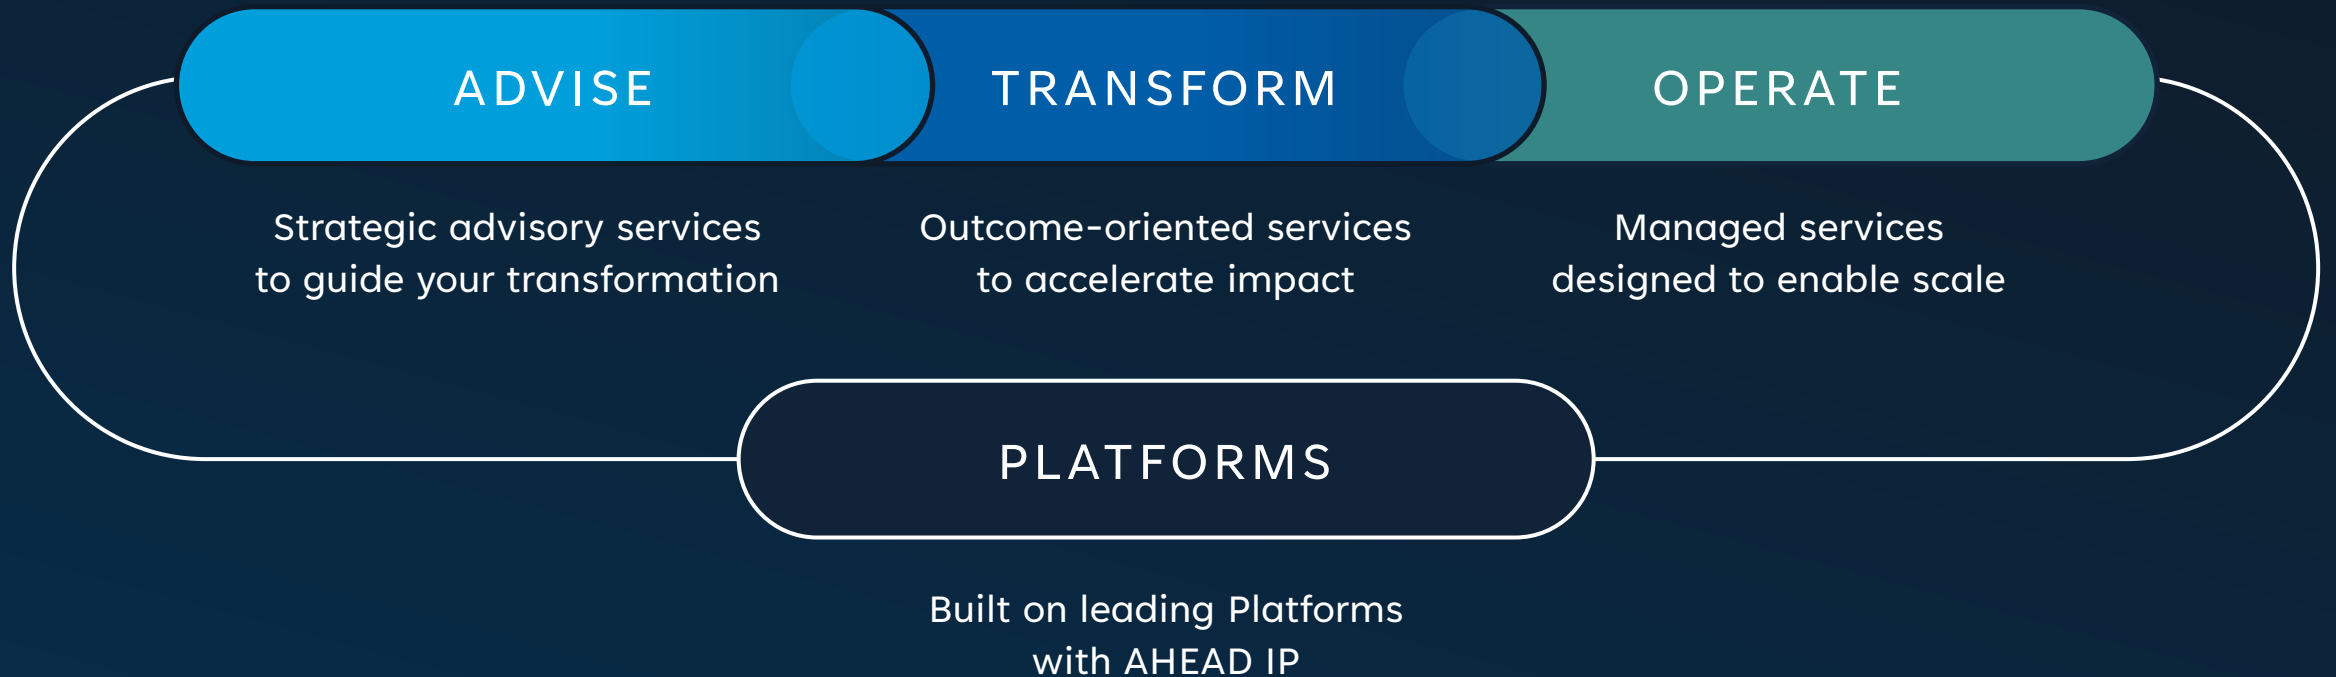 ADVISE
TRANSFORM
OPERATE
Strategic advisory services
to guide your transformation
Outcome-oriented services
to accelerate impact
Managed services
designed to enable scale
PLATFORMS
Built on leading Platforms
with AHEAD IP